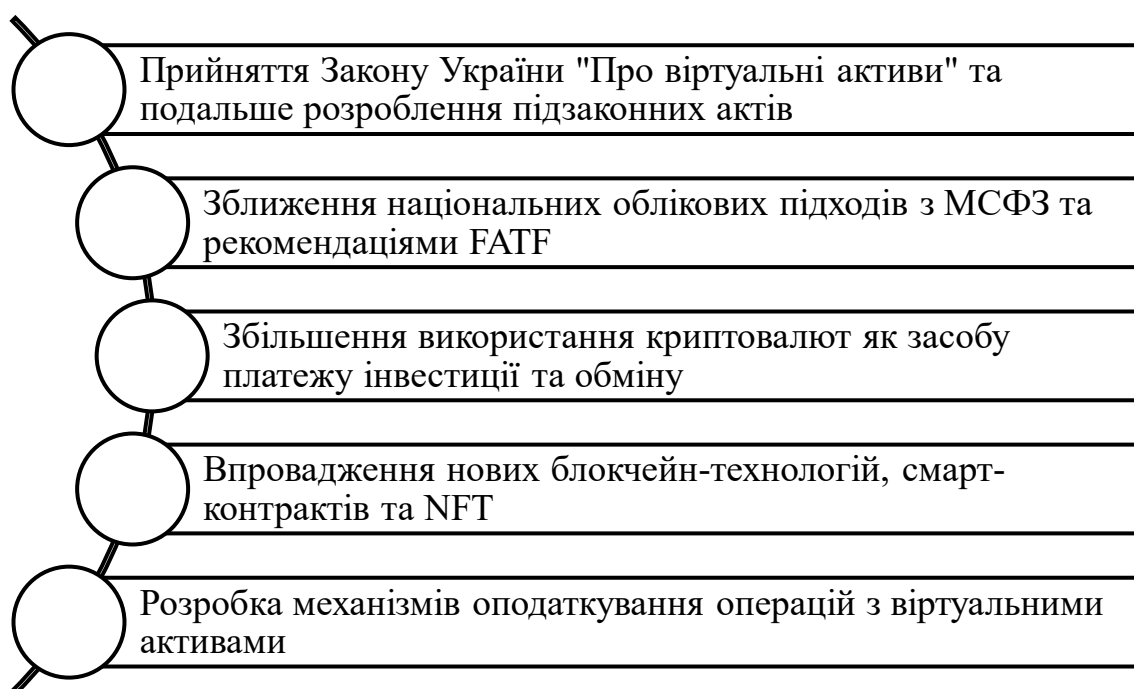 Прийняття Закону України "Про віртуальні активи" та
подальше розроблення підзаконних актів
Зближення національних облікових підходів з МСФЗ та
рекомендаціями FATF
Збільшення використання криптовалют як засобу
платежу інвестиції та обміну
Впровадження нових блокчейн-технологій, смарт-
контрактів та NFT
Розробка механізмів оподаткування операцій з віртуальними
активами